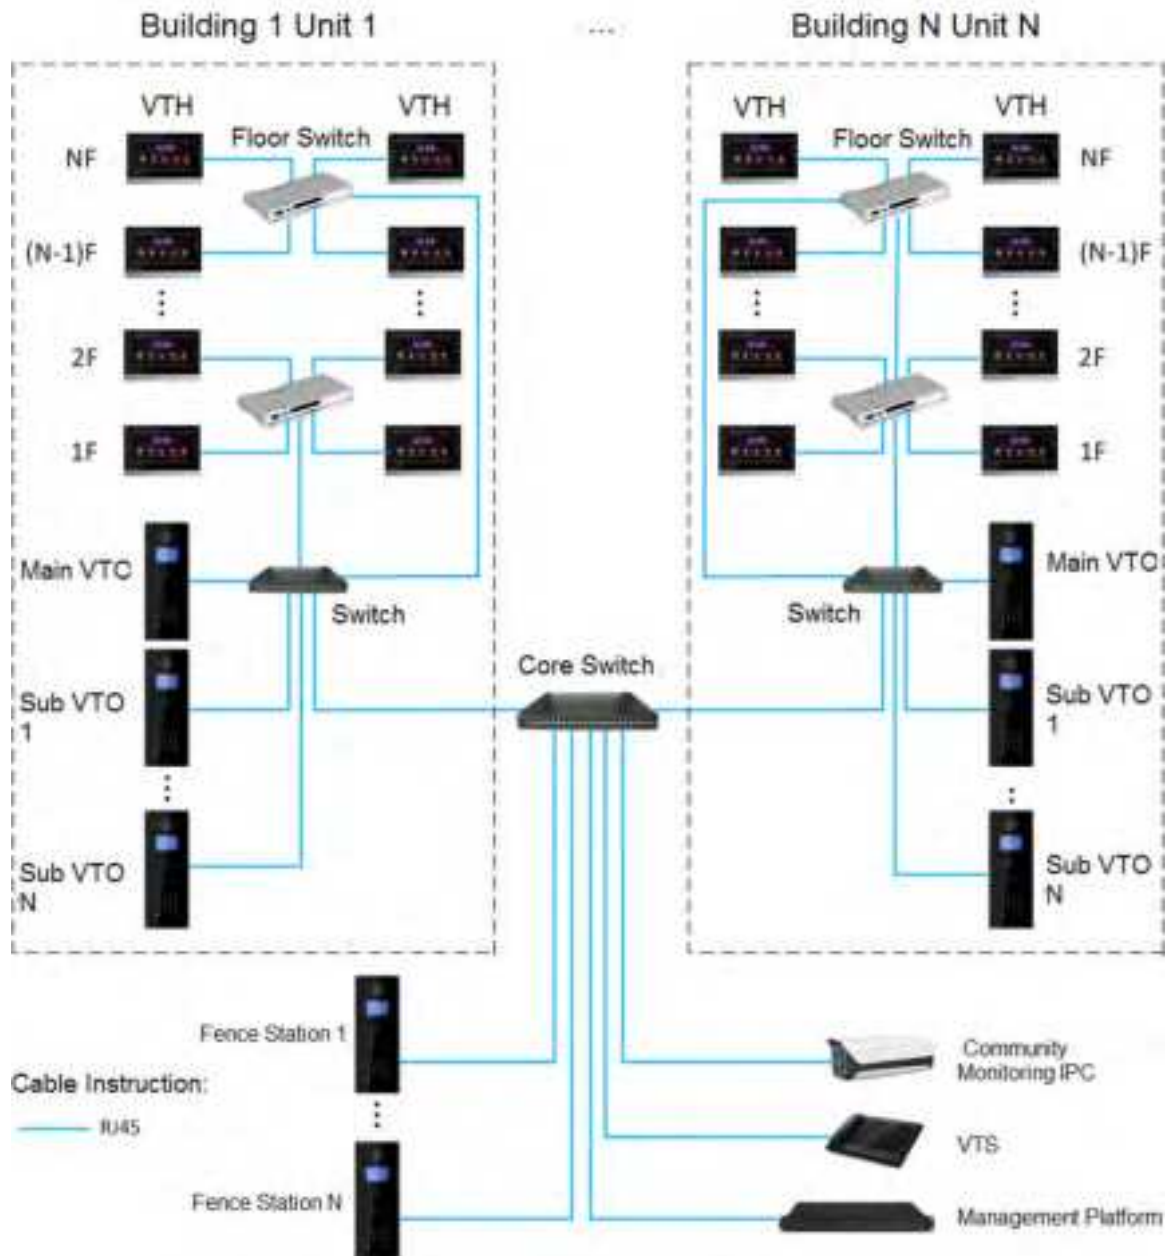 Building 1 Unit 1
....
Building N Unit N
VTH
VTH
Floor Switch
NF
(N-1)F
2F
1F
Main VTO
Switch
Sub VTO
1
Sub VTO
N
VTH
VTH
Floor Switch
NF
(N-1)F
2F
1F
Main VTO
Switch
Sub VTO
1
Sub VTO
N
Core Switch
Fence Station 1
Cable Instruction:
RJ45
Fence Station N
Community
Monitoring IPC
VTS
Management Platform